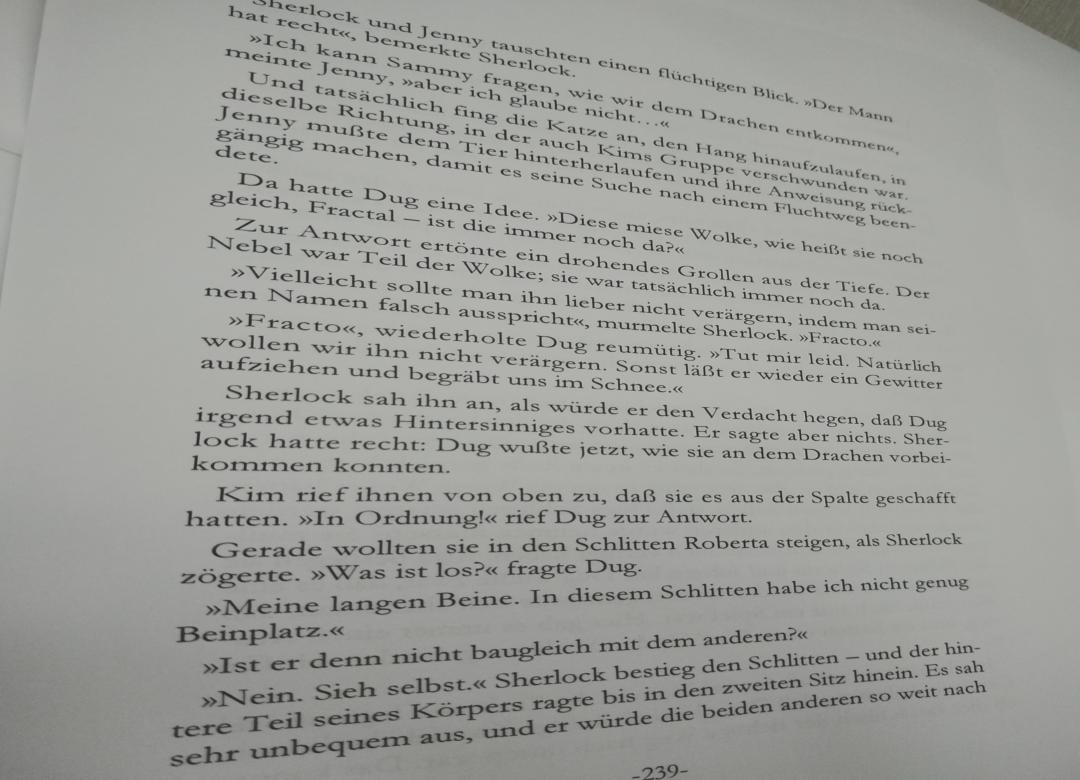 Sherlock und Jenny tauschten einen flüchtigen Blick. »Der Mann
hat recht«, bemerkte Sherlock.
»Ich kann Sammy fragen, wie wir dem Drachen entkommen«,
meinte Jenny, »aber ich glaube nicht…«
Und tatsächlich fing die Katze an, den Hang hinaufzulaufen, in
dieselbe Richtung, in der auch Kims Gruppe verschwunden war.
Jenny mußte dem Tier hinterherlaufen und ihre Anweisung rück-
gängig machen, damit es seine Suche nach einem Fluchtweg been-
dete.
Da hatte Dug eine Idee. »Diese miese Wolke, wie heißt sie noch
gleich, Fractal – ist die immer noch da?«
Zur Antwort ertönte ein drohendes Grollen aus der Tiefe. Der
Nebel war Teil der Wolke; sie war tatsächlich immer noch da.
»Vielleicht sollte man ihn lieber nicht verärgern, indem man sei-
nen Namen falsch ausspricht«, murmelte Sherlock. »Fracto.«
»Fracto«, wiederholte Dug reumütig. »Tut mir leid. Natürlich
wollen wir ihn nicht verärgern. Sonst läßt er wieder ein Gewitter
aufziehen und begräbt uns im Schnee.«
Sherlock sah ihn an, als würde er den Verdacht hegen, daß Dug
irgend etwas Hintersinniges vorhatte. Er sagte aber nichts. Sher-
lock hatte recht: Dug wußte jetzt, wie sie an dem Drachen vorbei-
kommen konnten.
Kim rief ihnen von oben zu, daß sie es aus der Spalte geschafft
hatten. »In Ordnung!« rief Dug zur Antwort.
Gerade wollten sie in den Schlitten Roberta steigen, als Sherlock
zögerte. »Was ist los?« fragte Dug.
»Meine langen Beine. In diesem Schlitten habe ich nicht genug
Beinplatz.«
»Ist er denn nicht baugleich mit dem anderen?«
»Nein. Sieh selbst.« Sherlock bestieg den Schlitten – und der hin-
tere Teil seines Körpers ragte bis in den zweiten Sitz hinein. Es sah
sehr unbequem aus, und er würde die beiden anderen so weit nach
-239-